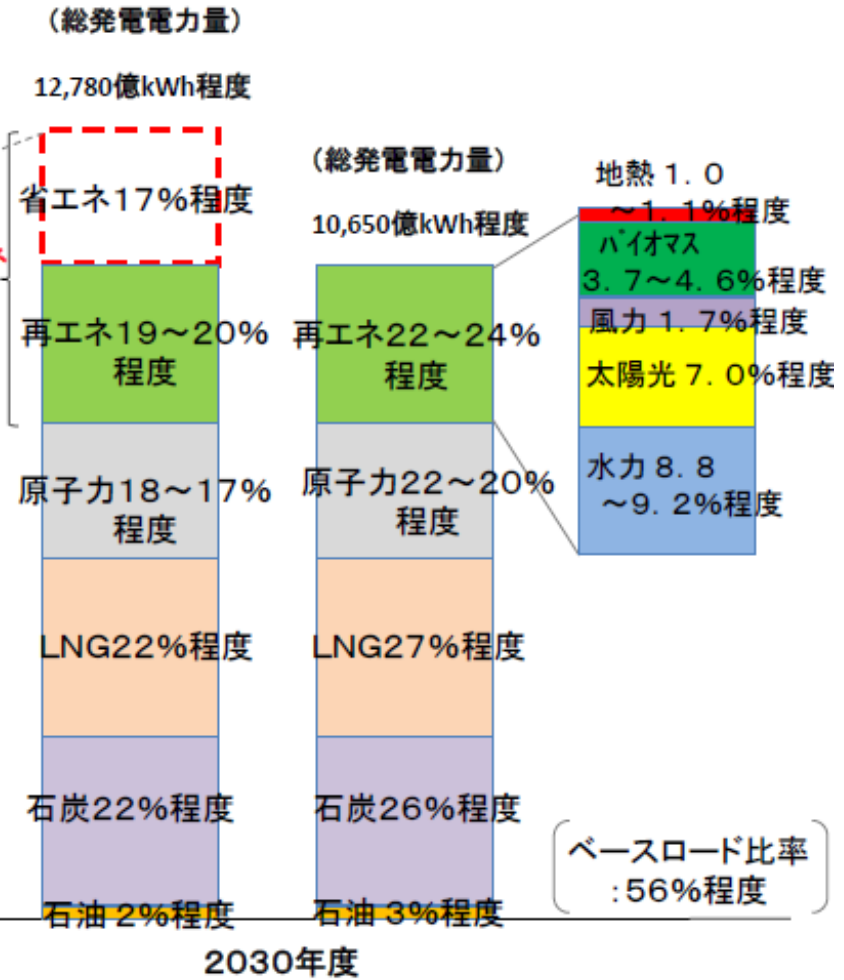 （総発電電力量）
12,780億kWh程度
省エネ17%程度
再エネ19～20%
程度
原子力18～17%
程度
LNG22%程度
石炭22%程度
石油 2%程度
（総発電電力量）
10,650億kWh程度
再エネ22～24%
程度
原子力22～20%
程度
LNG27%程度
石炭26%程度
石油 3%程度
地熱 1．0
～1．1%程度
バイオマス
3．7～4．6%程度
風力 1．7%程度
太陽光 7．0%程度
水力 8．8
～9．2%程度
ベースロード比率
：56%程度
2030年度